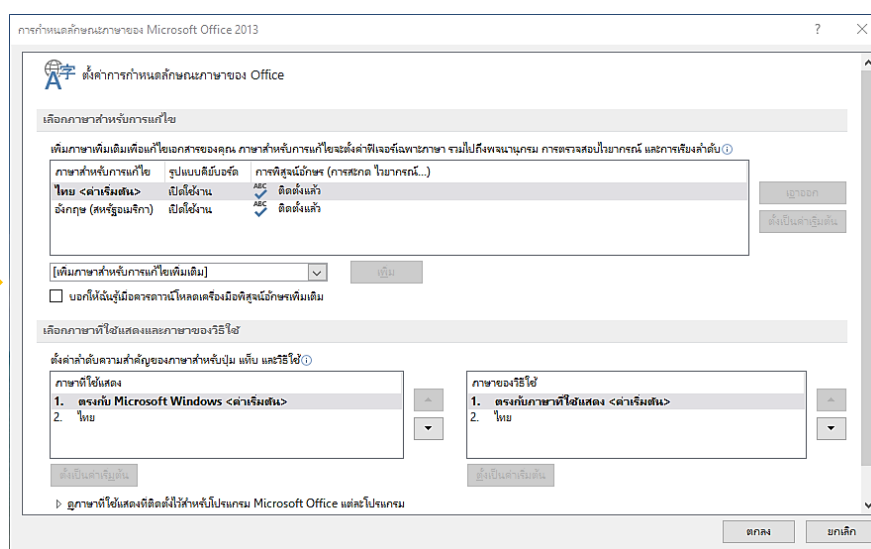 การกำหนดลักษณะภาษาของ Microsoft Office 2013
ตั้งค่าการกำหนดลักษณะภาษาของ Office
เลือกภาษาสำหรับการแก้ไข
เพิ่มภาษาเพิ่มเติมเพื่อแก้ไขเอกสารของคุณ ภาษาสำหรับการแก้ไขจะตั้งค่าฟีเจอร์เฉพาะภาษา รวมไปถึงพจนานุกรม การตรวจสอบไวยากรณ์ และการเรียงลำดับ
ภาษาสำหรับการแก้ไข รูปแบบคีย์บอร์ด การพิสูจน์อักษร (การสะกด ไวยากรณ์...)
ไทย <ค่าเริ่มต้น> เปิดใช้งาน ABC ติดตั้งแล้ว
อังกฤษ (สหรัฐอเมริกา) เปิดใช้งาน ABC ติดตั้งแล้ว
เอาออก
ตั้งเป็นค่าเริ่มต้น
[เพิ่มภาษาสำหรับการแก้ไขเพิ่มเติม] เพิ่ม
บอกให้ฉันรู้เมื่อควรดาวน์โหลดเครื่องมือพิสูจน์อักษรเพิ่มเติม
เลือกภาษาที่ใช้แสดงและภาษาของวิธีใช้
ตั้งค่าลำดับความสำคัญของภาษาสำหรับปุ่ม แท็บ และวิธีใช้
ภาษาที่ใช้แสดง
1. ตรงกับ Microsoft Windows <ค่าเริ่มต้น>
2. ไทย
ตั้งเป็นค่าเริ่มต้น
ภาษาของวิธีใช้
1. ตรงกับภาษาที่ใช้แสดง <ค่าเริ่มต้น>
2. ไทย
ตั้งเป็นค่าเริ่มต้น
ดูภาษาที่ใช้แสดงที่ติดตั้งไว้สำหรับโปรแกรม Microsoft Office แต่ละโปรแกรม
ตกลง ยกเลิก